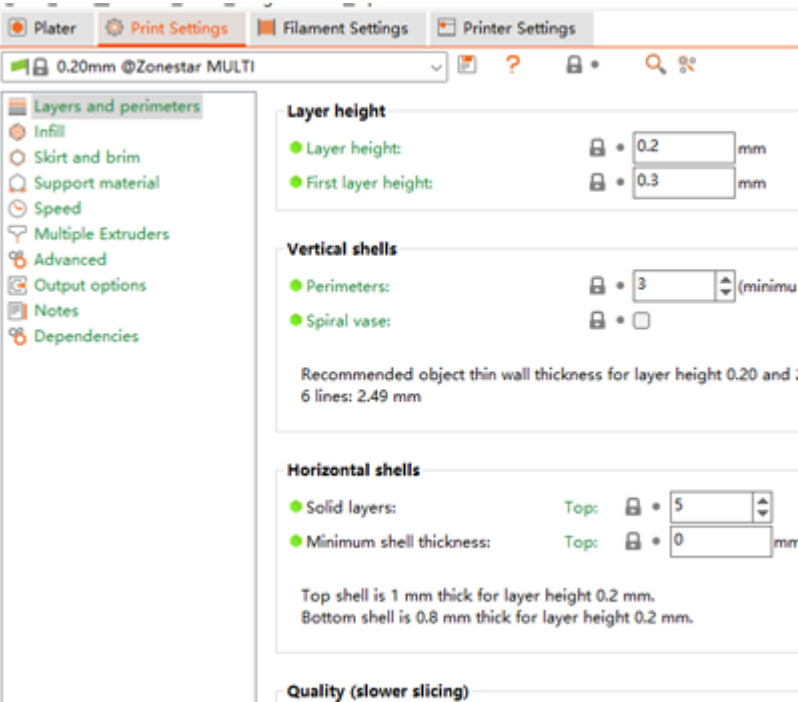 Plater Print Settings Filament Settings Printer Settings
0.20mm @Zonestar MULTI ?
Layers and perimeters
Infill
Skirt and brim
Support material
Speed
Multiple Extruders
Advanced
Output options
Notes
Dependencies
Layer height
Layer height: 0.2 mm
First layer height: 0.3 mm
Vertical shells
Perimeters: 3 (minimu
Spiral vase:
Recommended object thin wall thickness for layer height 0.20 and
6 lines: 2.49 mm
Horizontal shells
Solid layers: Top: 5
Minimum shell thickness: Top: 0 mm
Top shell is 1 mm thick for layer height 0.2 mm.
Bottom shell is 0.8 mm thick for layer height 0.2 mm.
Quality (slower slicing)